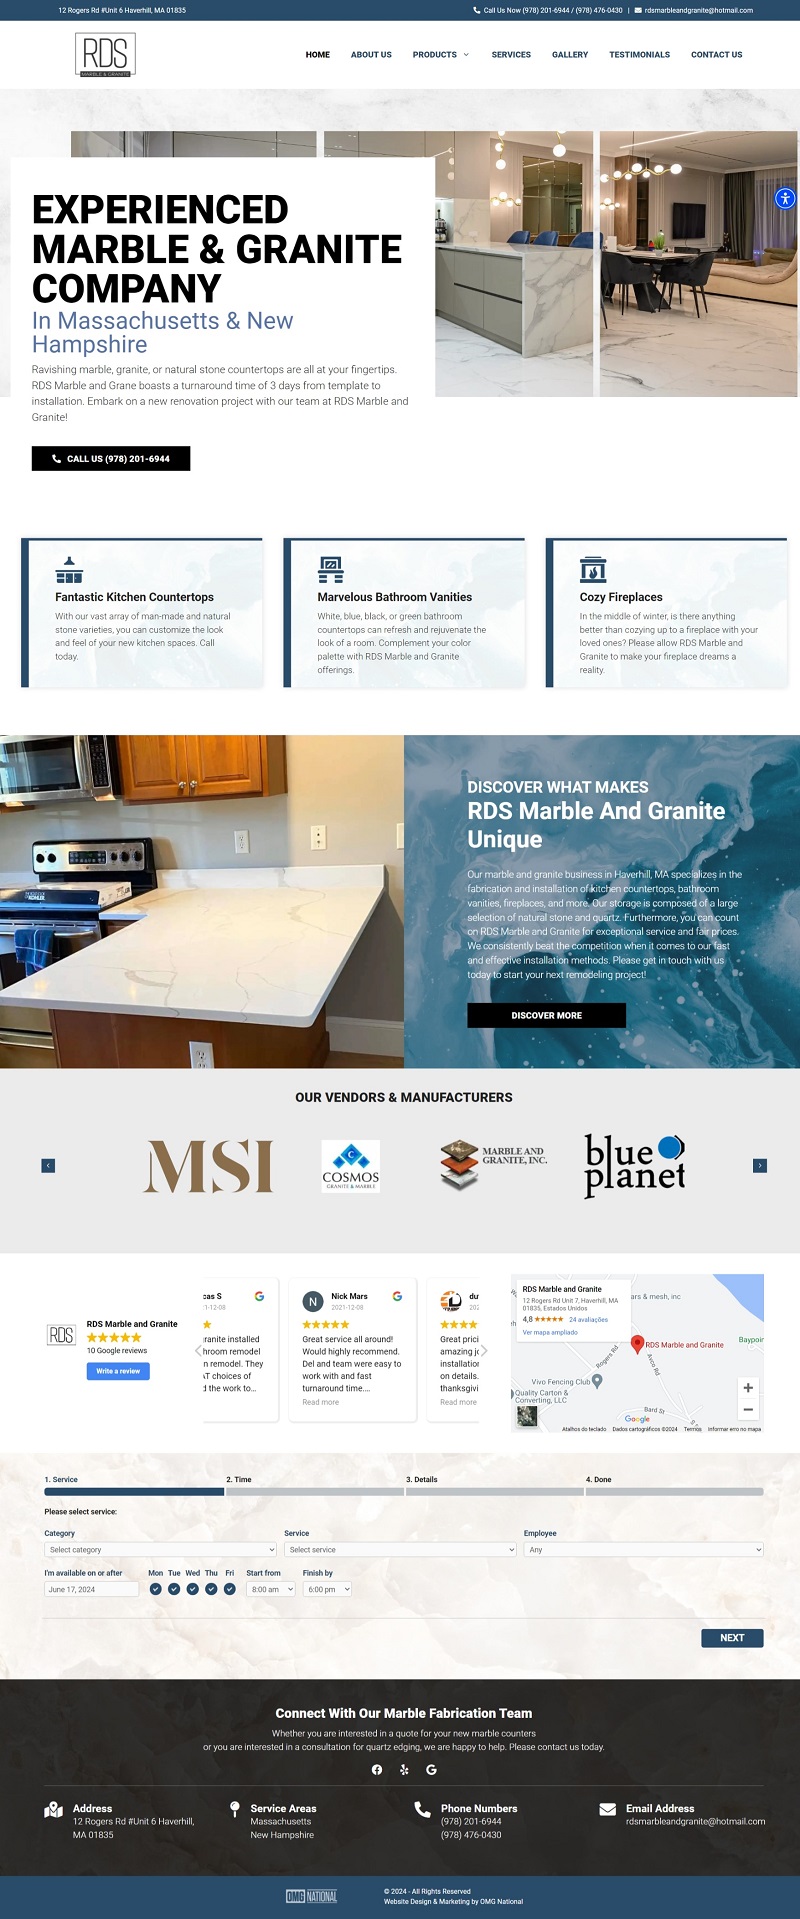 12 Rogers Rd #Unit 6 Haverhill, MA 01835
Call Us Now (978) 201-6944 / (978) 476-0430 | rdsmarbleandgranite@hotmail.com
RDS
MARBLE & GRANITE
HOME ABOUT US PRODUCTS SERVICES GALLERY TESTIMONIALS CONTACT US
EXPERIENCED
MARBLE & GRANITE
COMPANY
In Massachusetts & New
Hampshire
Ravishing marble, granite, or natural stone countertops are all at your fingertips.
RDS Marble and Grane boasts a turnaround time of 3 days from template to
installation. Embark on a new renovation project with our team at RDS Marble and
Granite!
CALL US (978) 201-6944
Fantastic Kitchen Countertops
With our vast array of man-made and natural
stone varieties, you can customize the look
and feel of your new kitchen spaces. Call
today.
Marvelous Bathroom Vanities
White, blue, black, or green bathroom
countertops can refresh and rejuvenate the
look of a room. Complement your color
palette with RDS Marble and Granite
offerings.
Cozy Fireplaces
In the middle of winter, is there anything
better than cozying up to a fireplace with your
loved ones? Please allow RDS Marble and
Granite to make your fireplace dreams a
reality.
KOHLER
DISCOVER WHAT MAKES
RDS Marble And Granite
Unique
Our marble and granite business in Haverhill, MA specializes in the
fabrication and installation of kitchen countertops, bathroom
vanities, fireplaces, and more. Our storage is composed of a large
selection of natural stone and quartz. Furthermore, you can count
on RDS Marble and Granite for exceptional service and fair prices.
We consistently beat the competition when it comes to our fast
and effective installation methods. Please get in touch with us
today to start your next remodeling project!
DISCOVER MORE
OUR VENDORS & MANUFACTURERS
MSI
C
COSMOS
GRANITE & MARBLE
MARBLE AND
GRANITE, INC.
blue
planet
RDS
RDS Marble and Granite
10 Google reviews
Write a review
cas S
1-12-08
ranite installed
hroom remodel
n remodel. They
AT choices of
d the work to...
N
Nick Mars
2021-12-08
Great service all around!
Would highly recommend.
Del and team were easy to
work with and fast
turnaround time....
Read more
du
202
Great prici
amazing jo
installation
on details.
thanksgivi
Read more
RDS Marble and Granite
12 Rogers Rd Unit 7, Haverhill, MA
01835, Estados Unidos
4,8 24 avaliações
Ver mapa ampliado
ars & mesh, inc
RDS Marble and Granite
Baypoin
Rogers Rd
Avco Rd
Vivo Fencing Club
Quality Carton &
Converting, LLC
Bard St
Google
Atalhos do teclado Dados cartográficos ©2024 Termos Informar erro no mapa
1. Service 2. Time 3. Details 4. Done
Please select service:
Category Service Employee
Select category Select service Any
I'm available on or after Mon Tue Wed Thu Fri Start from Finish by
June 17, 2024 8:00 am 6:00 pm
NEXT
Connect With Our Marble Fabrication Team
Whether you are interested in a quote for your new marble counters
or you are interested in a consultation for quartz edging, we are happy to help. Please contact us today.
Address
12 Rogers Rd #Unit 6 Haverhill,
MA 01835
Service Areas
Massachusetts
New Hampshire
Phone Numbers
(978) 201-6944
(978) 476-0430
Email Address
rdsmarbleandgranite@hotmail.com
OMG NATIONAL
© 2024 - All Rights Reserved
Website Design & Marketing by OMG National